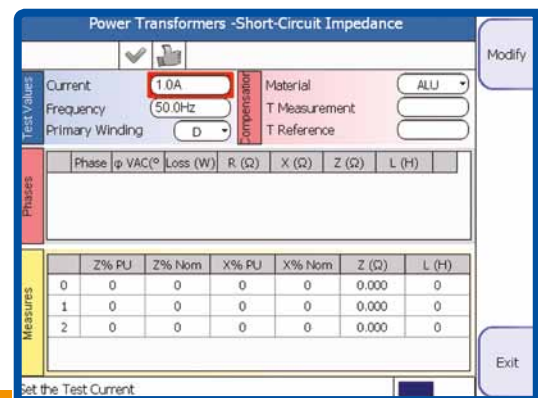 Power Transformers -Short-Circuit Impedance
Modify
Test Values
Current 1.0A
Frequency 50.0Hz
Primary Winding D
Compensation
Material ALU
T Measurement
T Reference
Phases
Phase φ VAC(° Loss (W) R (Ω) X (Ω) Z (Ω) L (H)
Measures
Z% PU Z% Nom X% PU X% Nom Z (Ω) L (H)
0 0 0 0 0 0.000 0
1 0 0 0 0 0.000 0
2 0 0 0 0 0.000 0
Set the Test Current
Exit